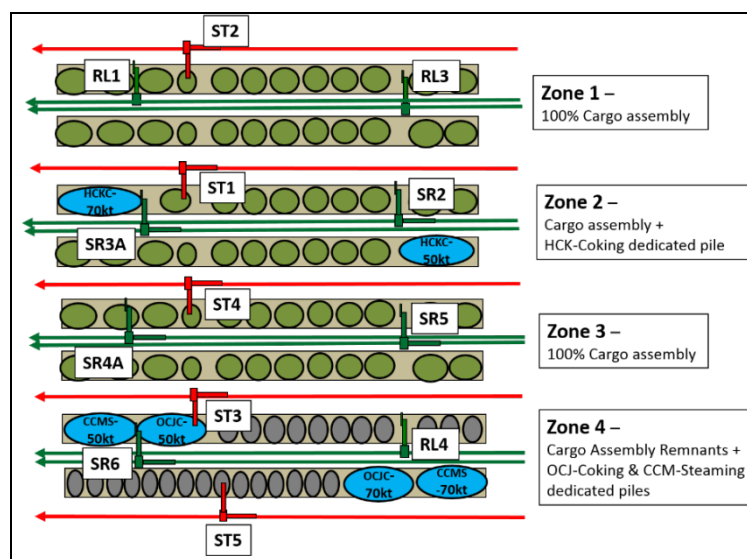 ST2
RL1
RL3
Zone 1 –
100% Cargo assembly
HCKC-
70kt
ST1
SR2
Zone 2 –
Cargo assembly +
HCK-Coking dedicated pile
SR3A
HCKC-
50kt
ST4
SR5
Zone 3 –
100% Cargo assembly
SR4A
CCMS-
50kt
OCJC-
50kt
ST3
RL4
Zone 4 –
Cargo Assembly Remnants +
OCJ-Coking & CCM-Steaming
dedicated piles
SR6
OCJC-
70kt
CCMS
-70kt
ST5